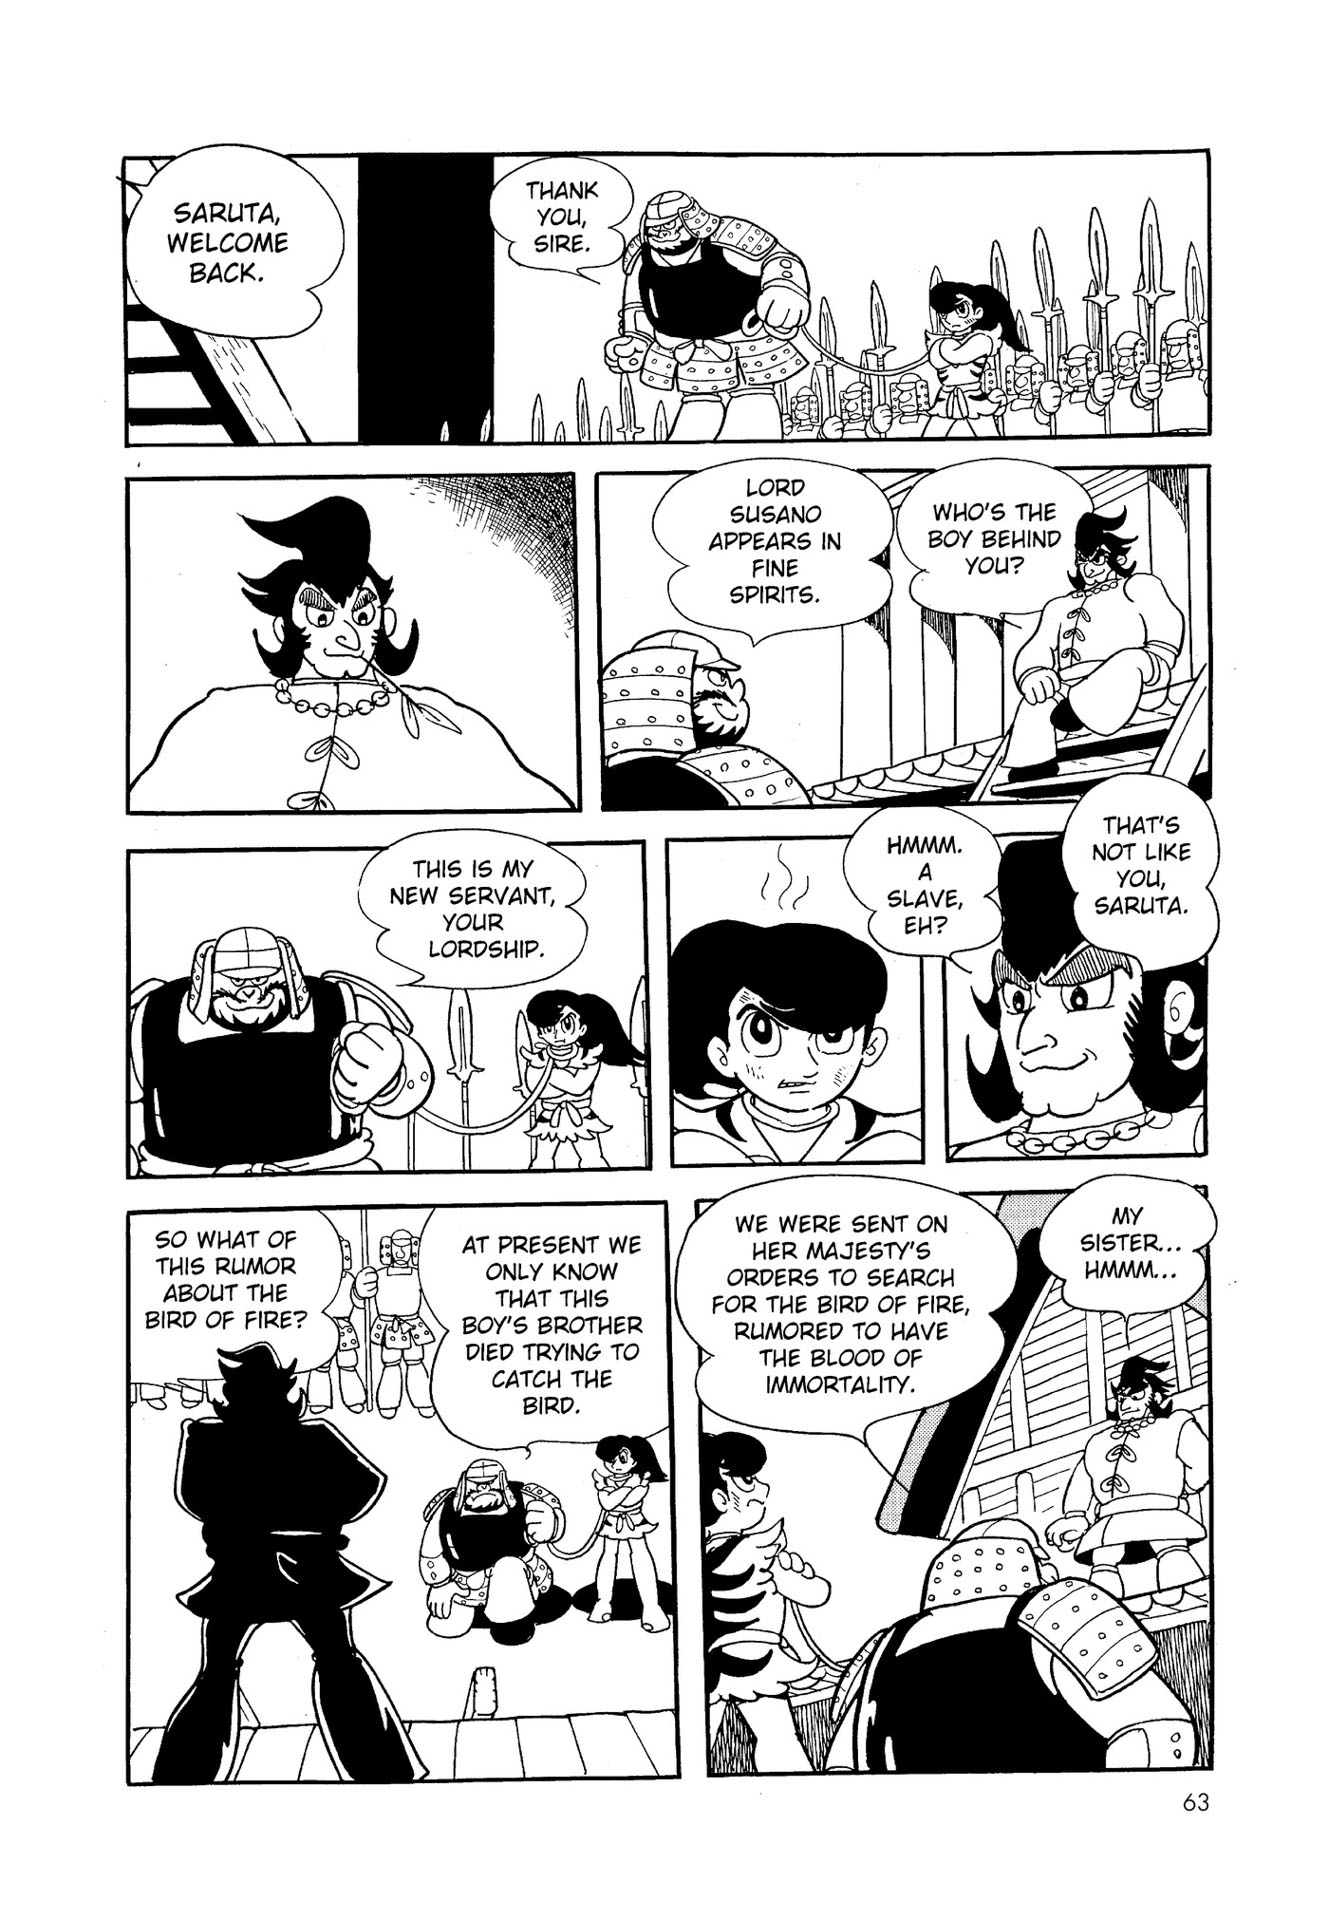 SARUTA,
WELCOME
BACK.
THANK
YOU,
SIRE.
LORD
SUSANO
APPEARS IN
FINE
SPIRITS.
WHO'S THE
BOY BEHIND
YOU?
THIS IS MY
NEW SERVANT,
YOUR
LORDSHIP.
HMMM.
A
SLAVE,
EH?
THAT'S
NOT LIKE
YOU,
SARUTA.
SO WHAT OF
THIS RUMOR
ABOUT THE
BIRD OF FIRE?
AT PRESENT WE
ONLY KNOW
THAT THIS
BOY'S BROTHER
DIED TRYING TO
CATCH THE
BIRD.
WE WERE SENT ON
HER MAJESTY'S
ORDERS TO SEARCH
FOR THE BIRD OF FIRE,
RUMORED TO HAVE
THE BLOOD OF
IMMORTALITY.
MY
SISTER...
HMMM...
63